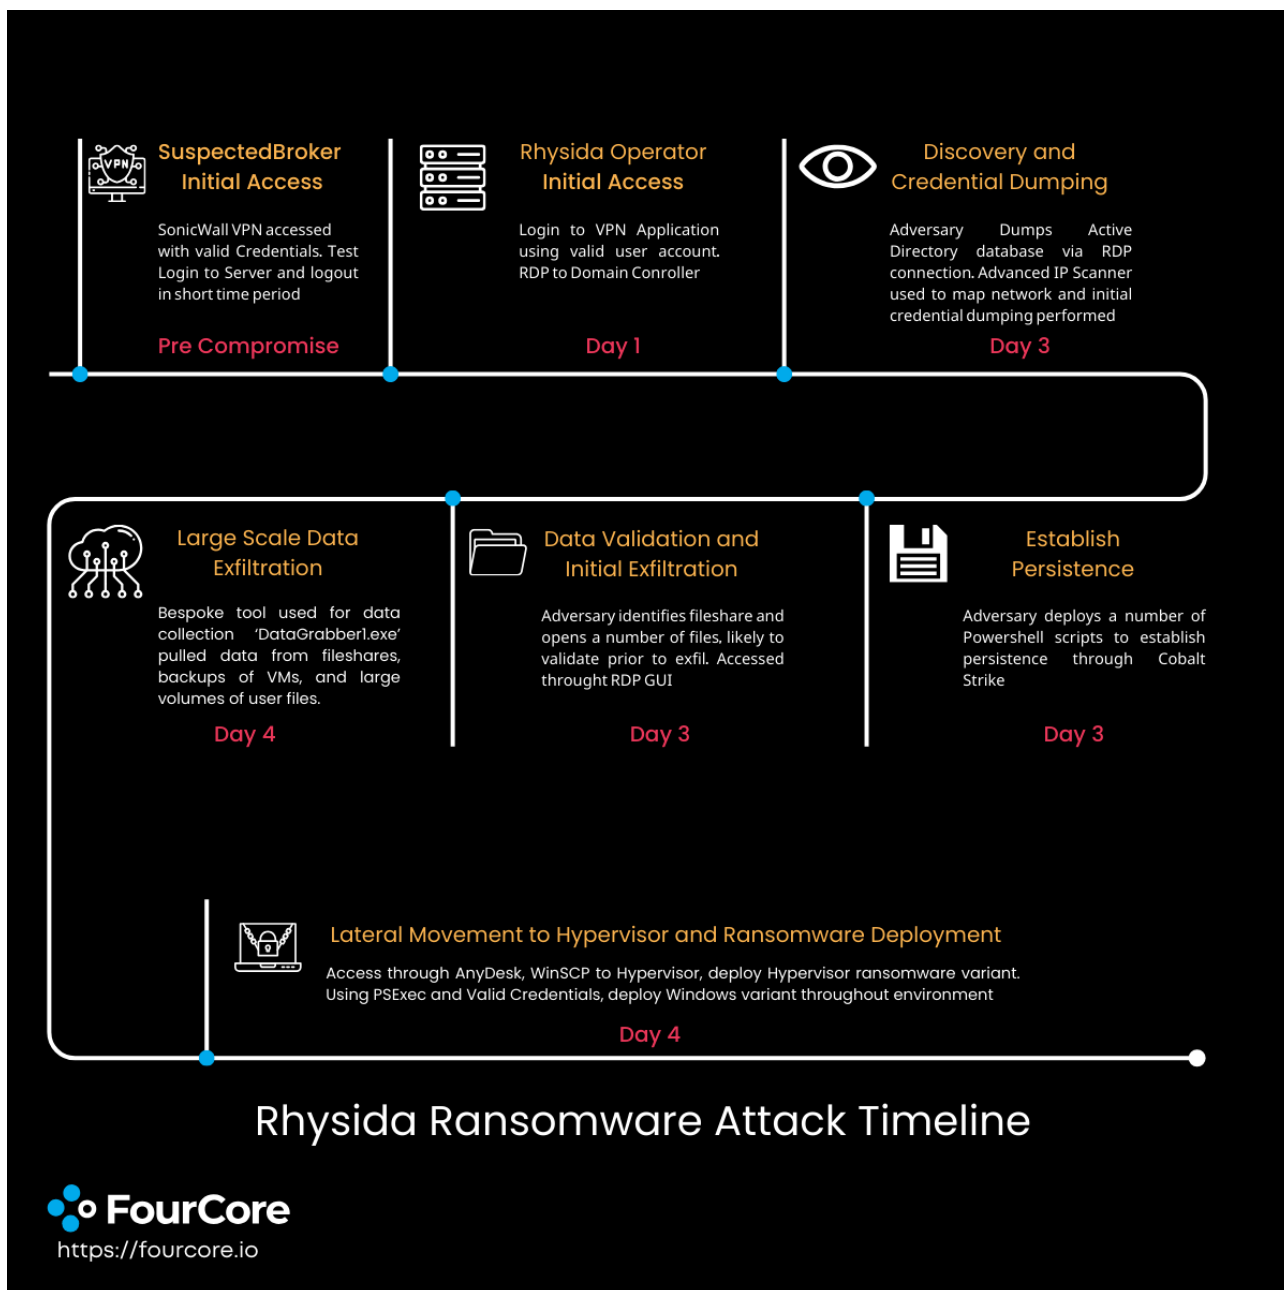 VPN
SuspectedBroker
Initial Access
SonicWall VPN accessed
with valid Credentials. Test
Login to Server and logout
in short time period
Pre Compromise
Rhysida Operator
Initial Access
Login to VPN Application
using valid user account.
RDP to Domain Conroller
Day 1
Discovery and
Credential Dumping
Adversary Dumps Active
Directory database via RDP
connection. Advanced IP Scanner
used to map network and initial
credential dumping performed
Day 3
Large Scale Data
Exfiltration
Bespoke tool used for data
collection ‘DataGrabber1.exe’
pulled data from fileshares,
backups of VMs, and large
volumes of user files.
Day 4
Data Validation and
Initial Exfiltration
Adversary identifies fileshare and
opens a number of files, likely to
validate prior to exfil. Accessed
throught RDP GUI
Day 3
Establish
Persistence
Adversary deploys a number of
Powershell scripts to establish
persistence through Cobalt
Strike
Day 3
Lateral Movement to Hypervisor and Ransomware Deployment
Access through AnyDesk, WinSCP to Hypervisor, deploy Hypervisor ransomware variant.
Using PSExec and Valid Credentials, deploy Windows variant throughout environment
Day 4
Rhysida Ransomware Attack Timeline
FourCore
https://fourcore.io